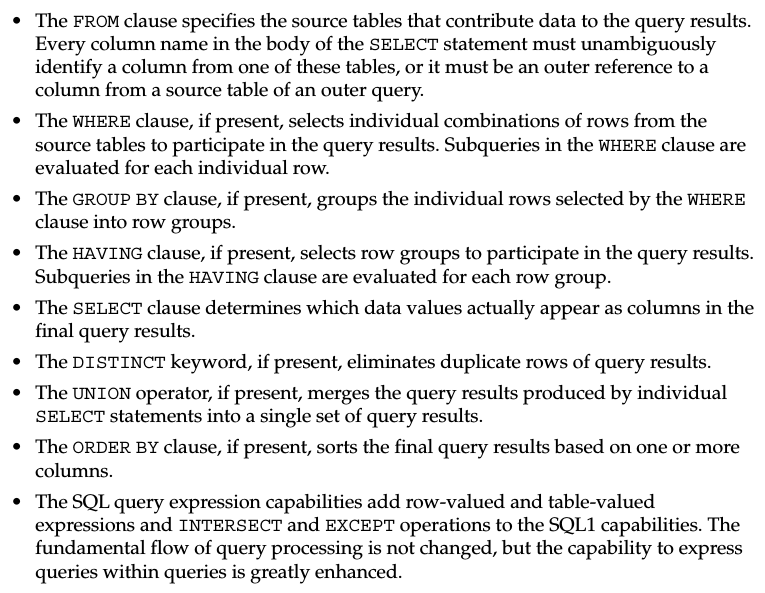 • The FROM clause specifies the source tables that contribute data to the query results.
Every column name in the body of the SELECT statement must unambiguously
identify a column from one of these tables, or it must be an outer reference to a
column from a source table of an outer query.
• The WHERE clause, if present, selects individual combinations of rows from the
source tables to participate in the query results. Subqueries in the WHERE clause are
evaluated for each individual row.
• The GROUP BY clause, if present, groups the individual rows selected by the WHERE
clause into row groups.
• The HAVING clause, if present, selects row groups to participate in the query results.
Subqueries in the HAVING clause are evaluated for each row group.
• The SELECT clause determines which data values actually appear as columns in the
final query results.
• The DISTINCT keyword, if present, eliminates duplicate rows of query results.
• The UNION operator, if present, merges the query results produced by individual
SELECT statements into a single set of query results.
• The ORDER BY clause, if present, sorts the final query results based on one or more
columns.
• The SQL query expression capabilities add row-valued and table-valued
expressions and INTERSECT and EXCEPT operations to the SQL1 capabilities. The
fundamental flow of query processing is not changed, but the capability to express
queries within queries is greatly enhanced.